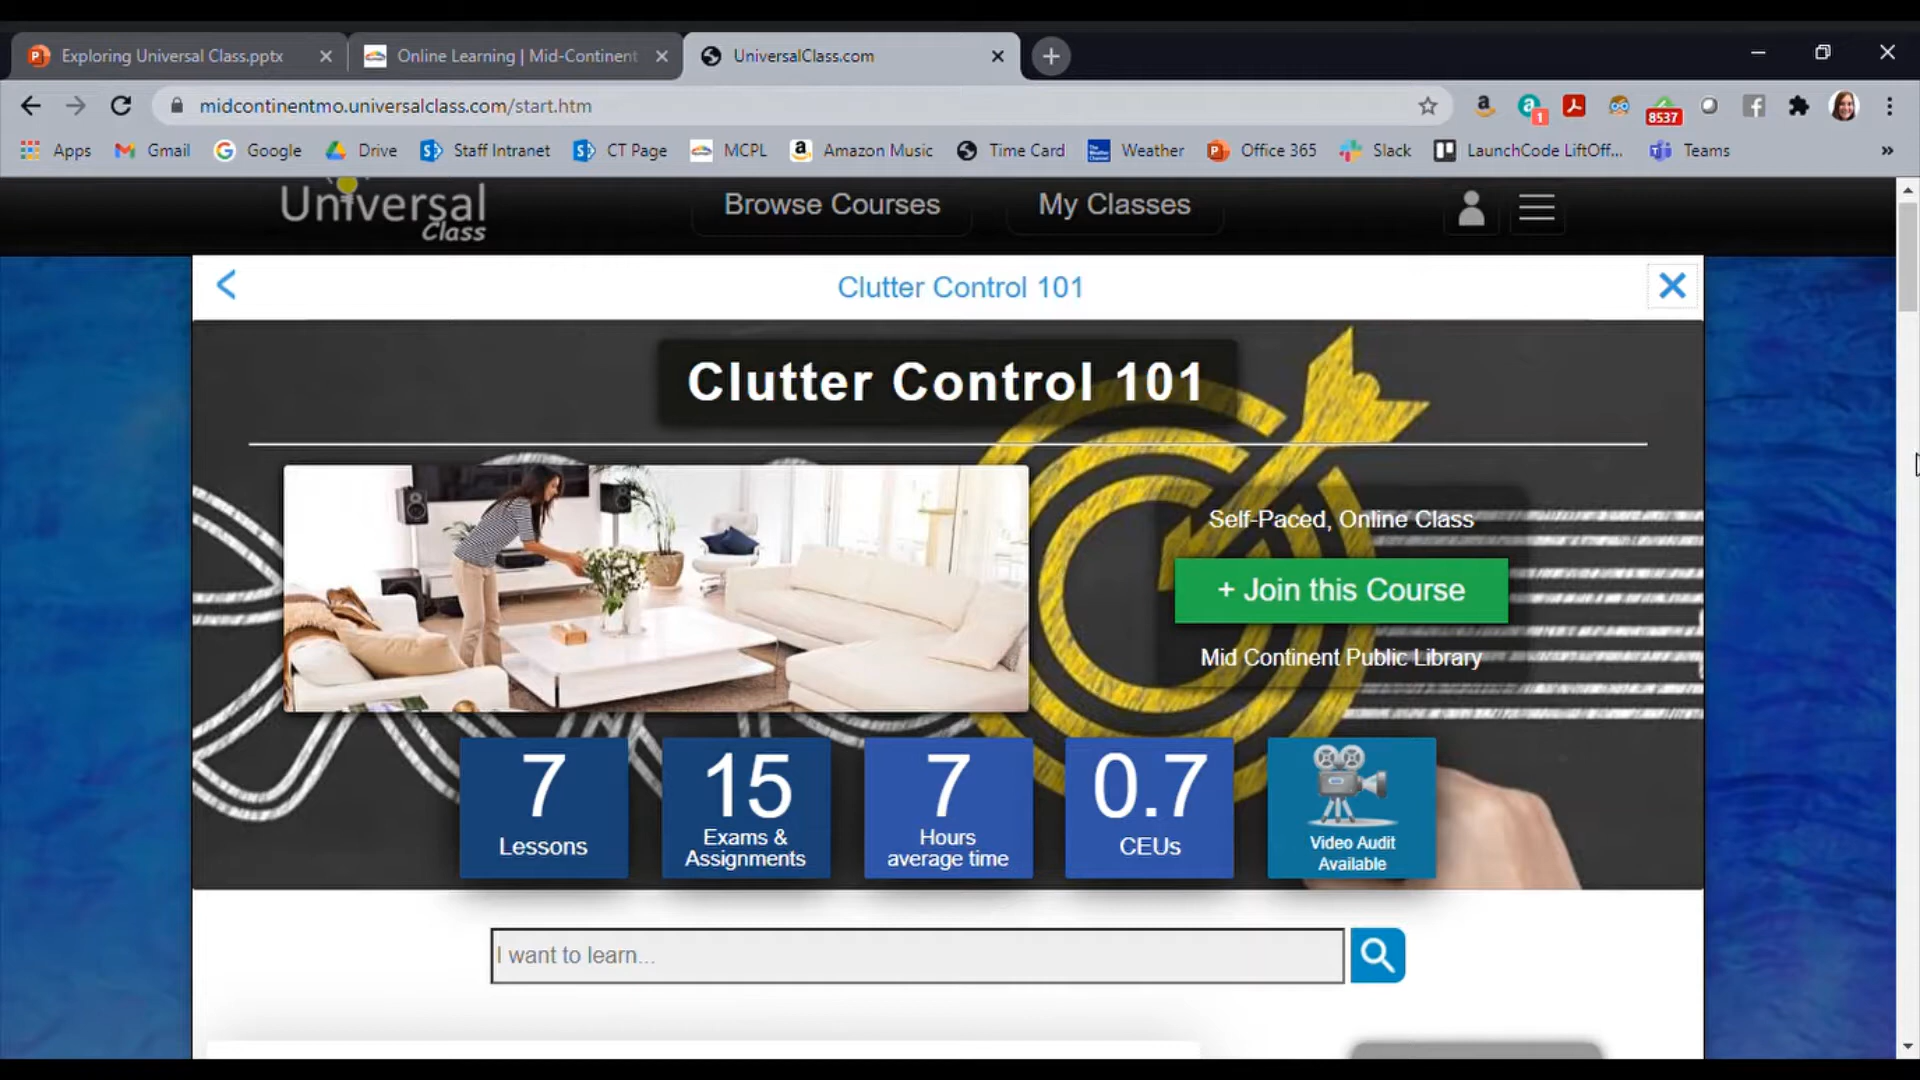 Exploring Universal Class.pptx
Online Learning | Mid-Continent
UniversalClass.com
midcontinentmo.universalclass.com/start.htm
1
8537
Apps
Gmail
Google
Drive
Staff Intranet
CT Page
MCPL
Amazon Music
Time Card
Weather
Office 365
Slack
LaunchCode LiftOff...
Teams
Universal
Class
Browse Courses
My Classes
Clutter Control 101
Clutter Control 101
Self-Paced, Online Class
+ Join this Course
Mid Continent Public Library
7
Lessons
15
Exams &
Assignments
7
Hours
average time
0.7
CEUs
Video Audit
Available
I want to learn...